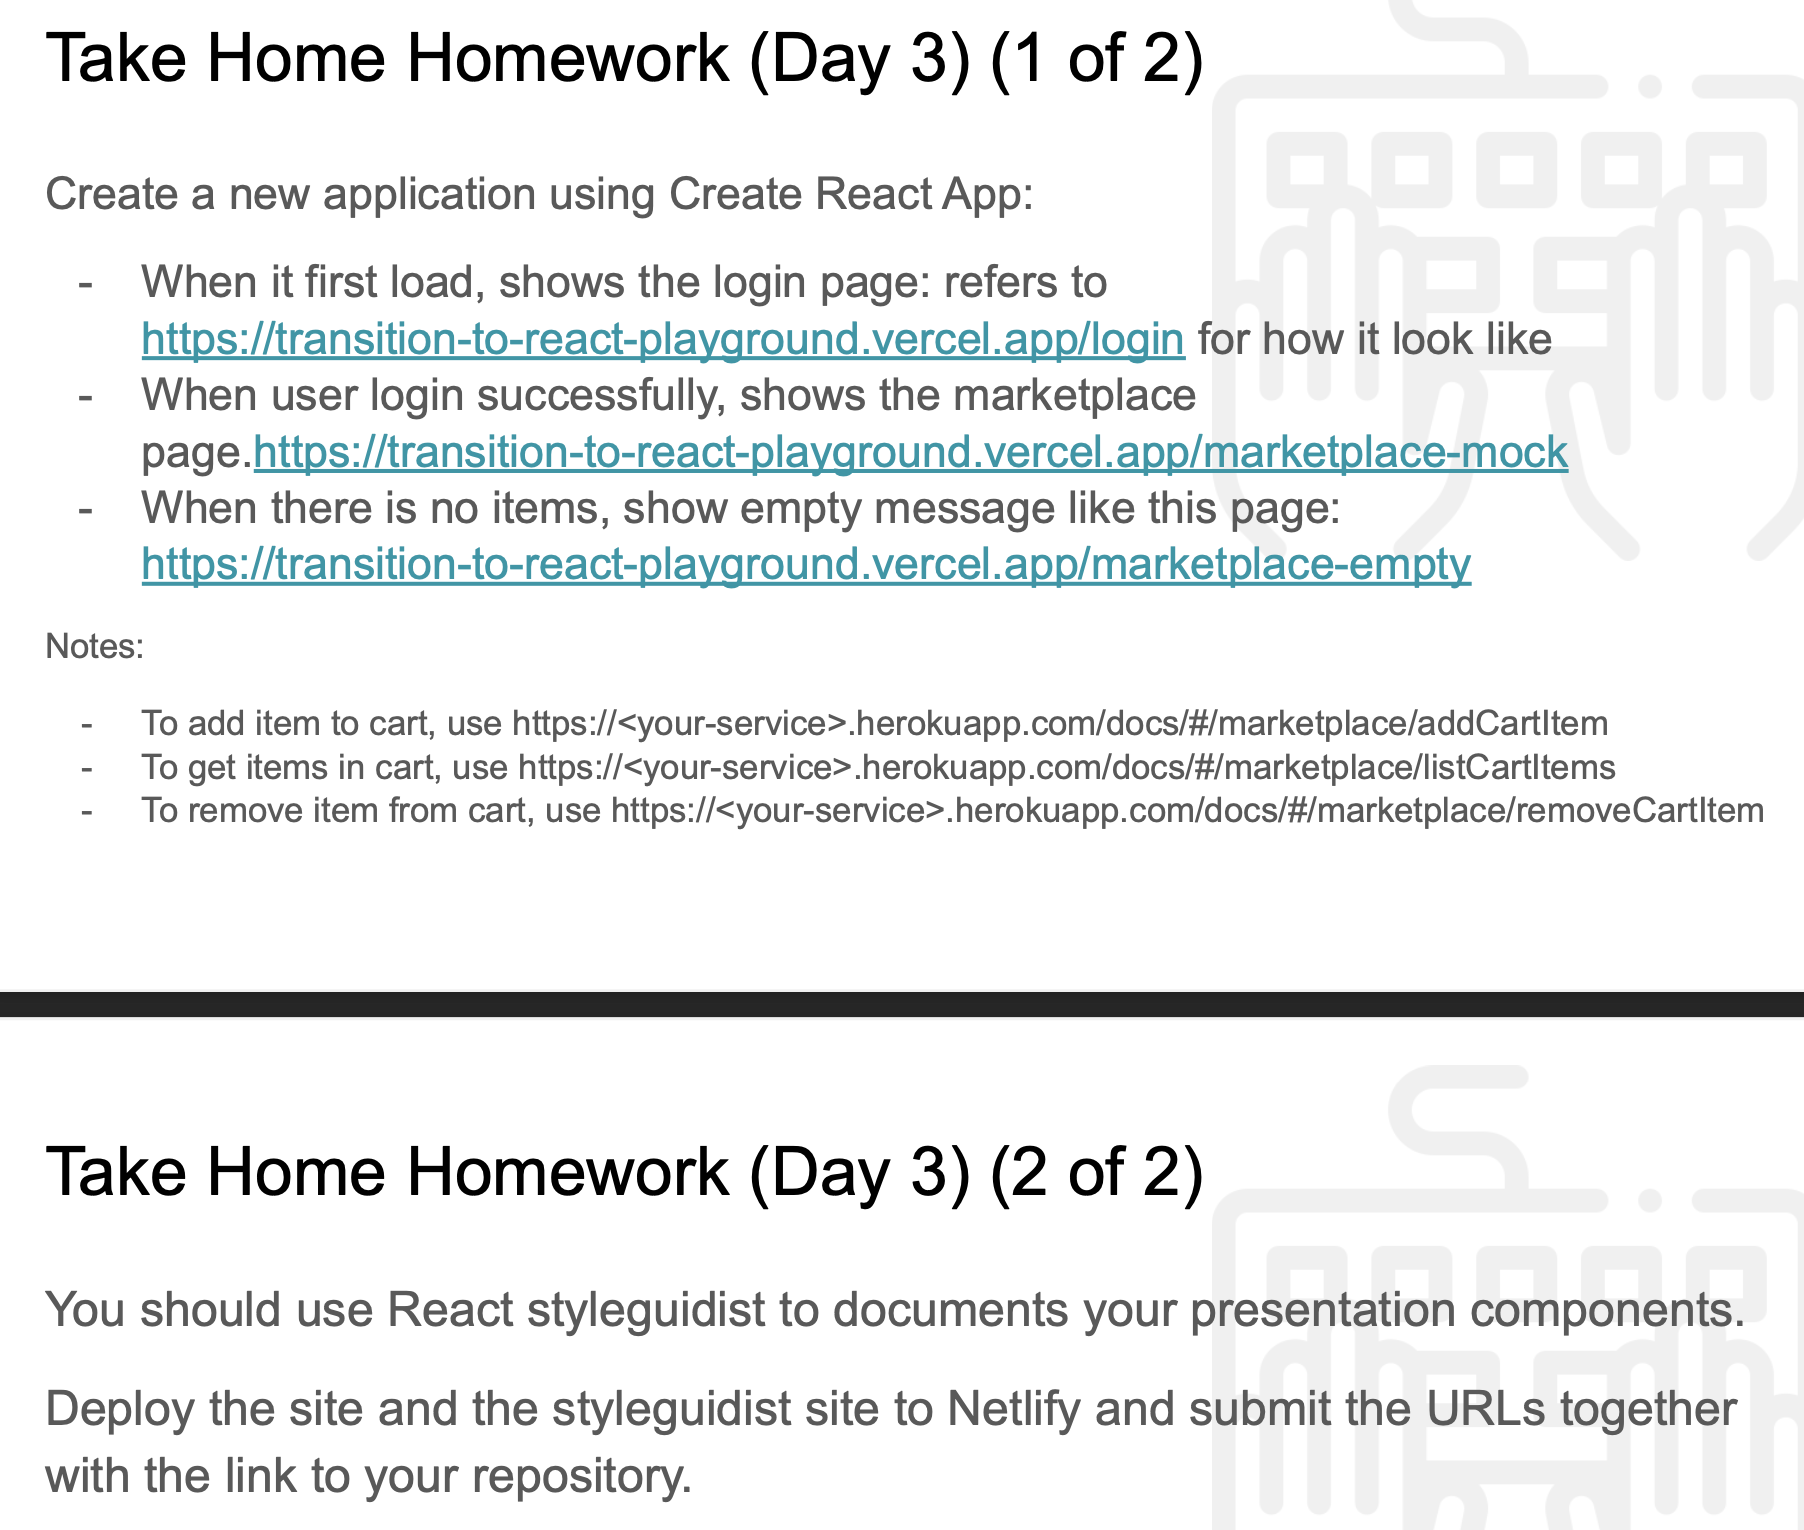 Take Home Homework (Day 3) (1 of 2)
Create a new application using Create React App:
- When it first load, shows the login page: refers to
https://transition-to-react-playground.vercel.app/login for how it look like
- When user login successfully, shows the marketplace
page.https://transition-to-react-playground.vercel.app/marketplace-mock
- When there is no items, show empty message like this page:
https://transition-to-react-playground.vercel.app/marketplace-empty
Notes:
- To add item to cart, use https://<your-service>.herokuapp.com/docs/#/marketplace/addCartItem
- To get items in cart, use https://<your-service>.herokuapp.com/docs/#/marketplace/listCartItems
- To remove item from cart, use https://<your-service>.herokuapp.com/docs/#/marketplace/removeCartItem
Take Home Homework (Day 3) (2 of 2)
You should use React styleguidist to documents your presentation components.
Deploy the site and the styleguidist site to Netlify and submit the URLs together
with the link to your repository.